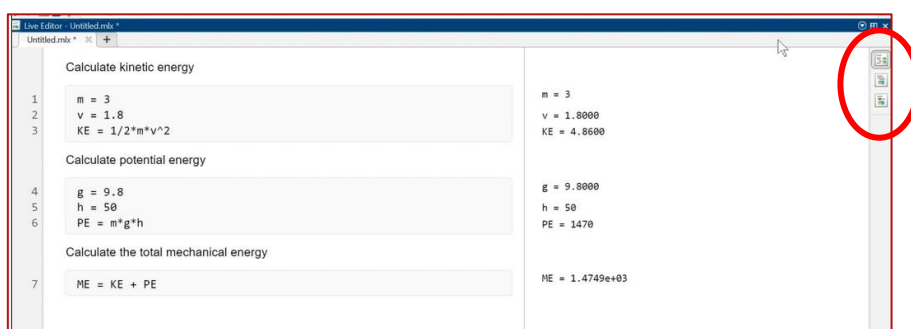 Live Editor - Untitled.mlx *
Untitled.mlx * × +
Calculate kinetic energy
1 m = 3
2 v = 1.8
3 KE = 1/2*m*v^2
m = 3
v = 1.8000
KE = 4.8600
Calculate potential energy
4 g = 9.8
5 h = 50
6 PE = m*g*h
g = 9.8000
h = 50
PE = 1470
Calculate the total mechanical energy
7 ME = KE + PE
ME = 1.4749e+03